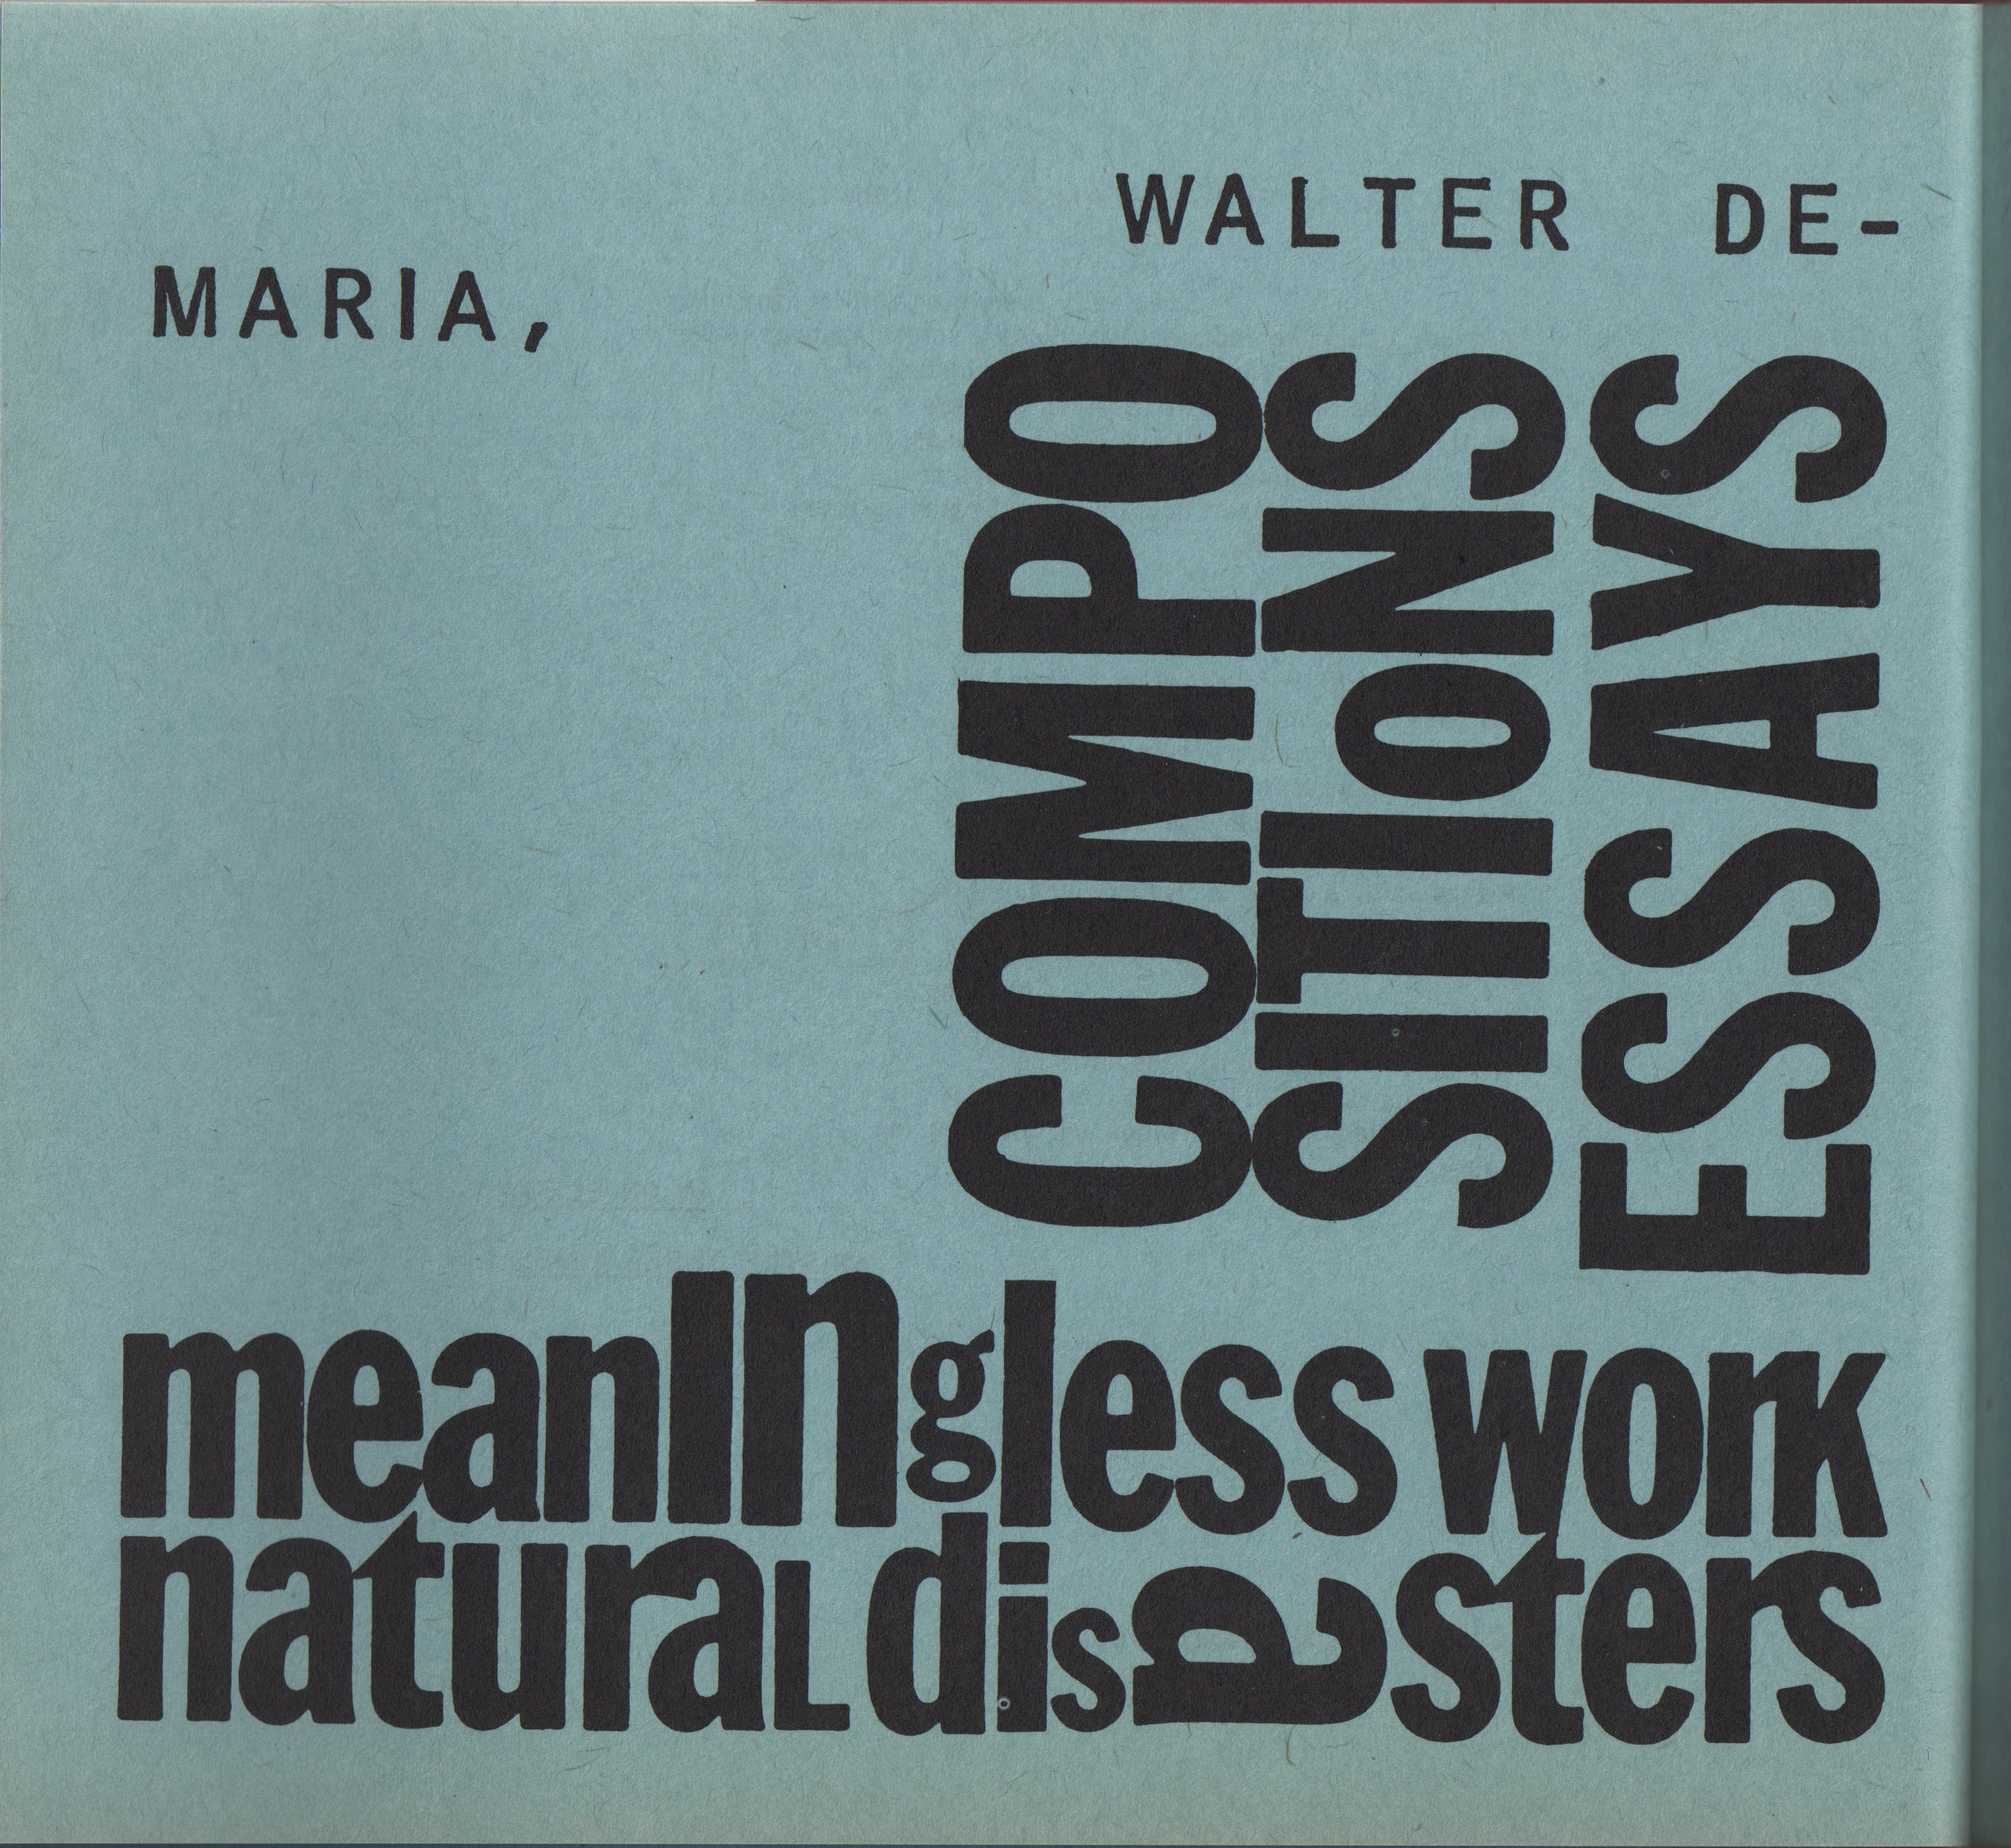 WALTER DE-
MARIA,
COMPO
SITIoNS
ESSAYS
meanIngless work
naturaL disasters